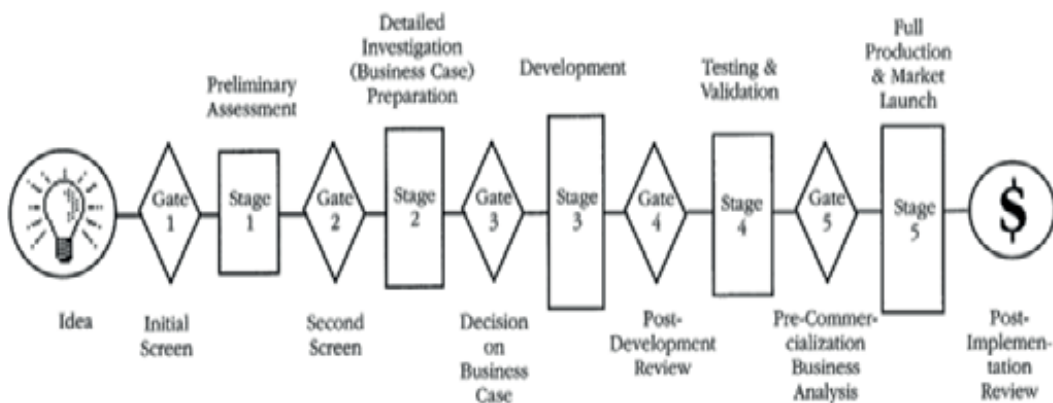 Preliminary
Assessment
Detailed
Investigation
(Business Case)
Preparation
Development
Testing &
Validation
Full
Production
& Market
Launch
Gate
1
Stage
1
Gate
2
Stage
2
Gate
3
Stage
3
Gate
4
Stage
4
Gate
5
Stage
5
$
Idea
Initial
Screen
Second
Screen
Decision
on
Business
Case
Post-
Development
Review
Pre-Commer-
cialization
Business
Analysis
Post-
Implemen-
tation
Review